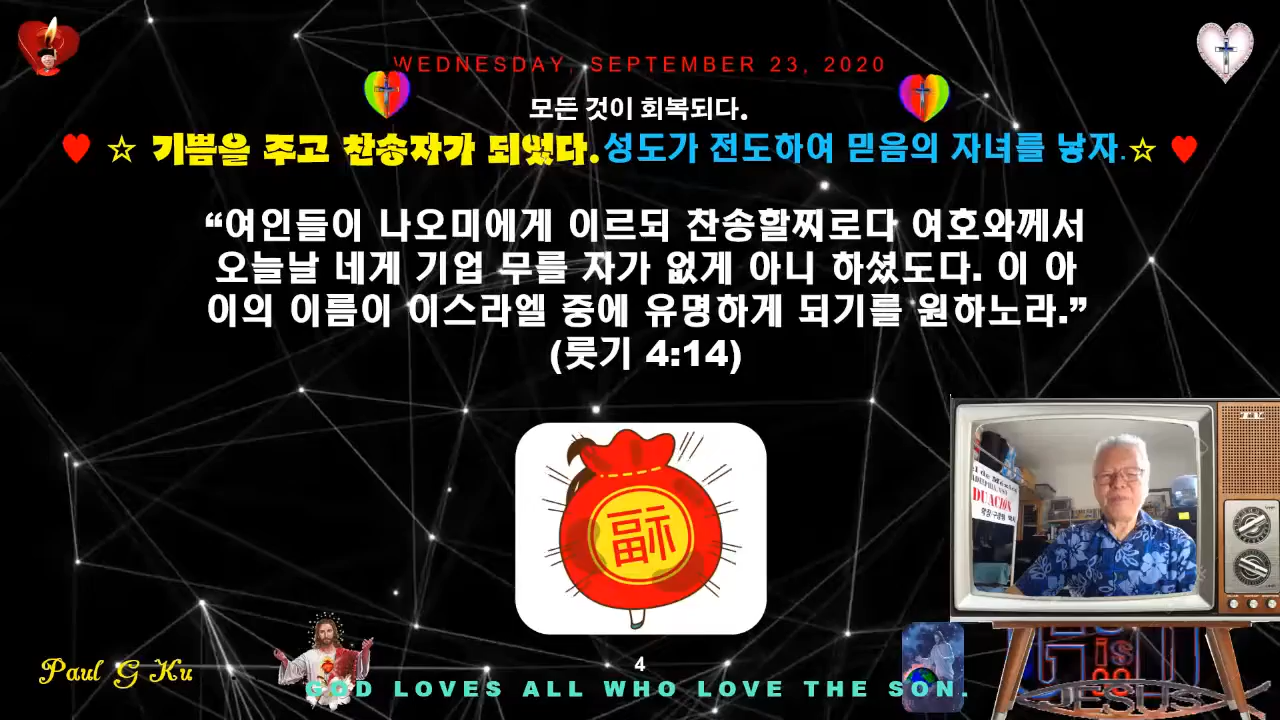 WEDNESDAY, SEPTEMBER 23, 2020
모든 것이 회복되다.
♥ ☆ 기쁨을 주고 찬송자가 되었다. 성도가 전도하여 믿음의 자녀를 낳자. ☆ ♥
“여인들이 나오미에게 이르되 찬송할찌로다 여호와께서
오늘날 네게 기업 무를 자가 없게 아니 하셨도다. 이 아
이의 이름이 이스라엘 중에 유명하게 되기를 원하노라.”
(룻기 4:14)
DUACIÓN
Paul G Ku
4
GOD LOVES ALL WHO LOVE THE SON.
is
JESUS